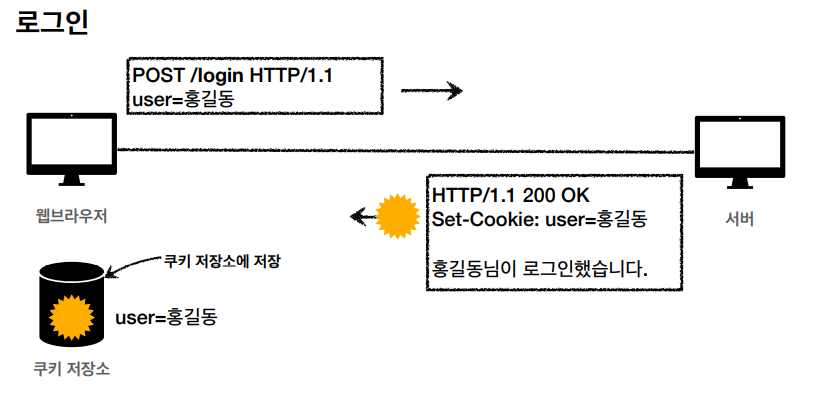 로그인
POST /login HTTP/1.1
user=홍길동
웹브라우저
서버
HTTP/1.1 200 OK
Set-Cookie: user=홍길동
홍길동님이 로그인했습니다.
쿠키 저장소에 저장
user=홍길동
쿠키 저장소